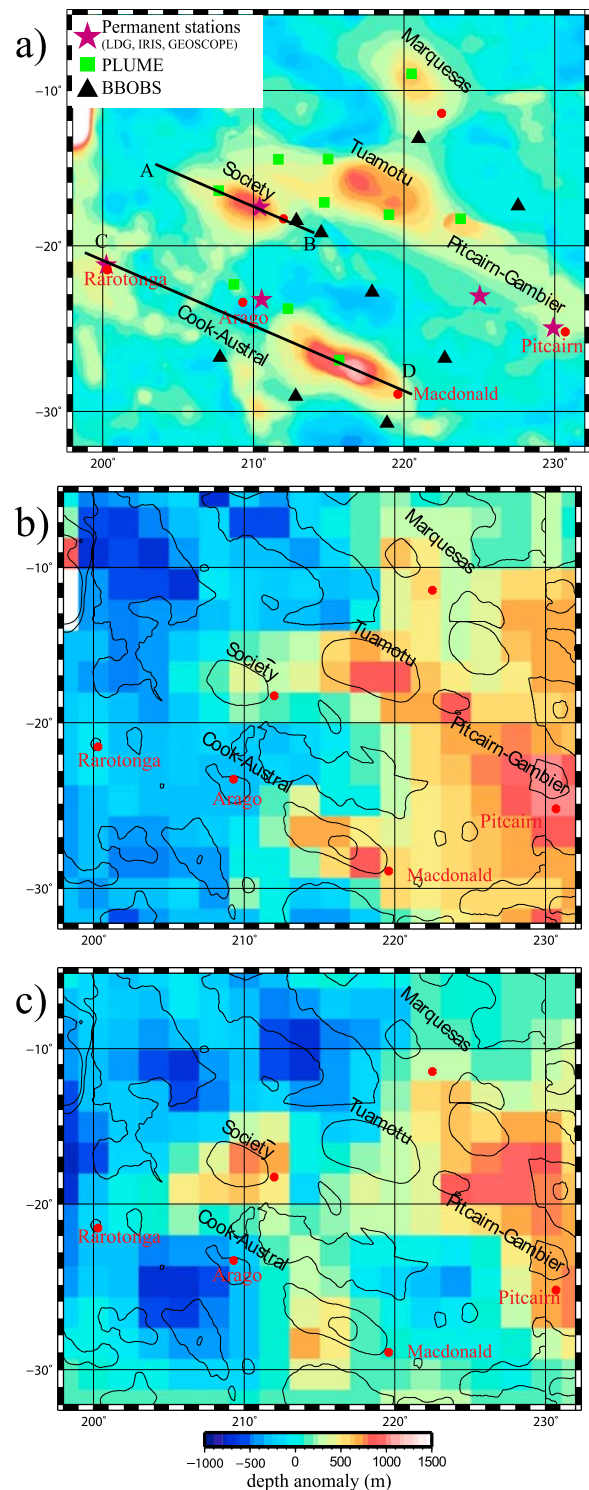 a)
Permanent stations
(LDG, IRIS, GEOSCOPE)
PLUME
BBOBS
Marquesas
Tuamotu
Society
A
B
C
D
Pitcairn-Gambier
Rarotonga
Arago
Cook-Austral
Pitcairn
Macdonald
−10˚
−20˚
−30˚
200˚ 210˚ 220˚ 230˚
b)
Marquesas
Tuamotu
Society
Pitcairn-Gambier
Cook-Austral
Rarotonga
Arago
Pitcairn
Macdonald
−10˚
−20˚
−30˚
200˚ 210˚ 220˚ 230˚
c)
Marquesas
Tuamotu
Society
Pitcairn-Gambier
Cook-Austral
Rarotonga
Arago
Pitcairn
Macdonald
−10˚
−20˚
−30˚
200˚ 210˚ 220˚ 230˚
−1000 −500 0 500 1000 1500
depth anomaly (m)